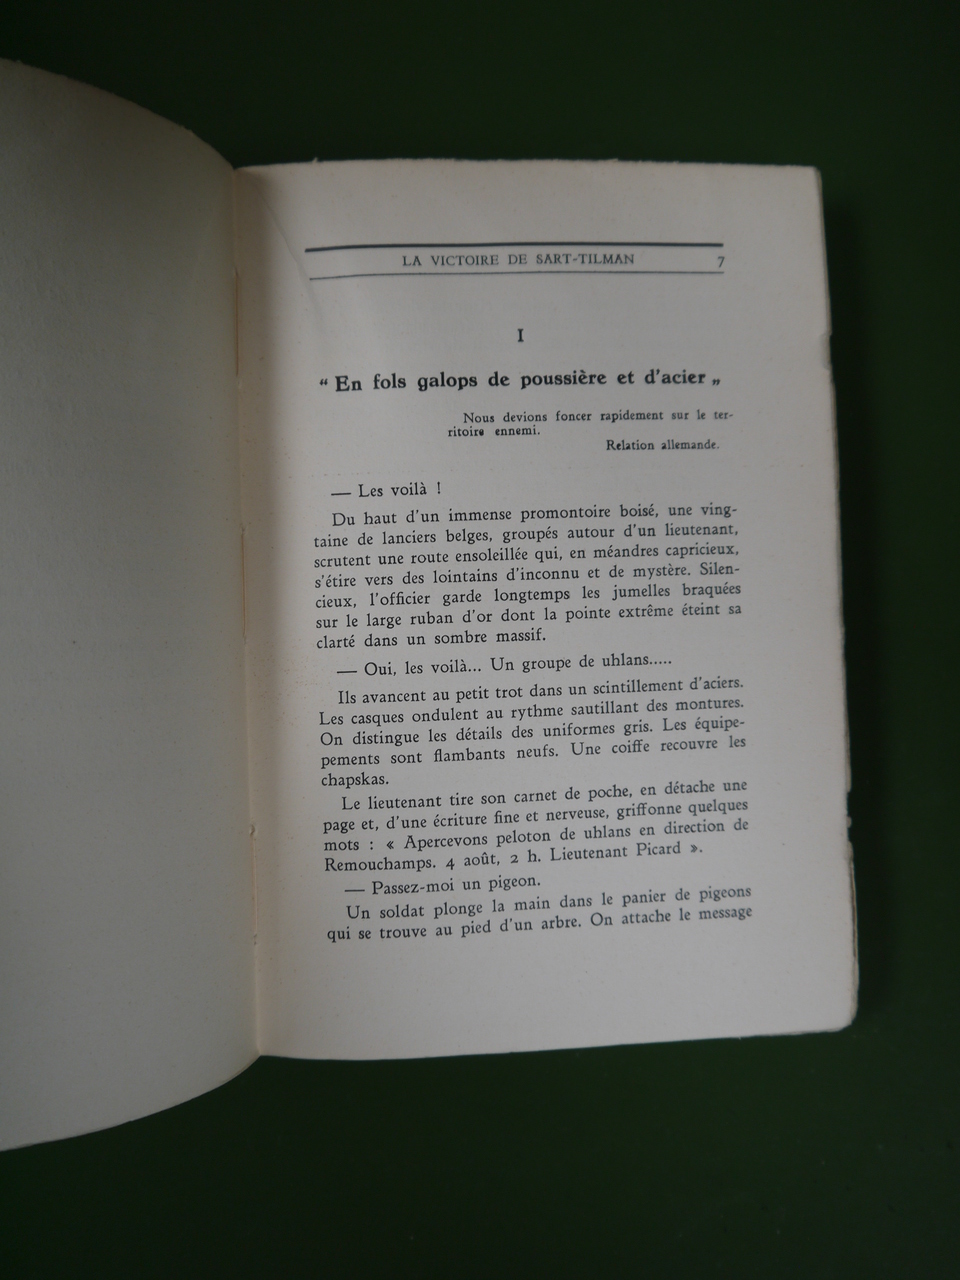 LA VICTOIRE DE SART-TILMAN 7
I
“ En fols galops de poussière et d'acier „
Nous devions foncer rapidement sur le ter-
ritoire ennemi.
Relation allemande.
— Les voilà !
Du haut d'un immense promontoire boisé, une ving-
taine de lanciers belges, groupés autour d'un lieutenant,
scrutent une route ensoleillée qui, en méandres capricieux,
s'étire vers des lointains d'inconnu et de mystère. Silen-
cieux, l'officier garde longtemps les jumelles braquées
sur le large ruban d'or dont la pointe extrême éteint sa
clarté dans un sombre massif.
— Oui, les voilà... Un groupe de uhlans.....
Ils avancent au petit trot dans un scintillement d'aciers.
Les casques ondulent au rythme sautillant des montures.
On distingue les détails des uniformes gris. Les équipe-
pements sont flambants neufs. Une coiffe recouvre les
chapskas.
Le lieutenant tire son carnet de poche, en détache une
page et, d'une écriture fine et nerveuse, griffonne quelques
mots : « Apercevons peloton de uhlans en direction de
Remouchamps. 4 août, 2 h. Lieutenant Picard ».
— Passez-moi un pigeon.
Un soldat plonge la main dans le panier de pigeons
qui se trouve au pied d'un arbre. On attache le message